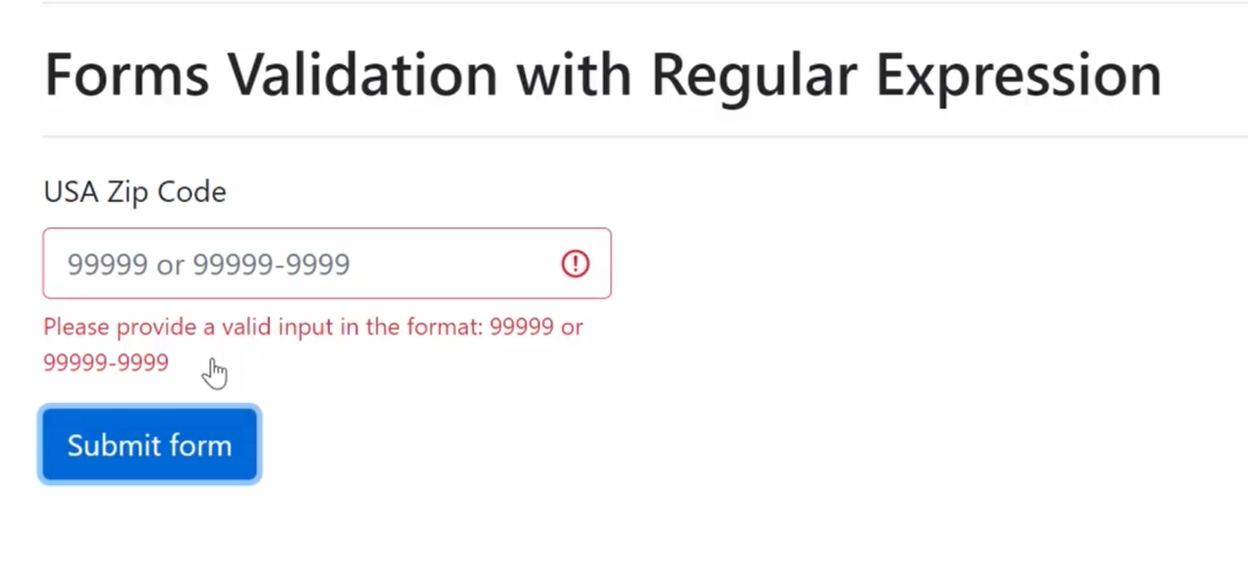 Forms Validation with Regular Expression
USA Zip Code
99999 or 99999-9999
Please provide a valid input in the format: 99999 or
99999-9999
Submit form